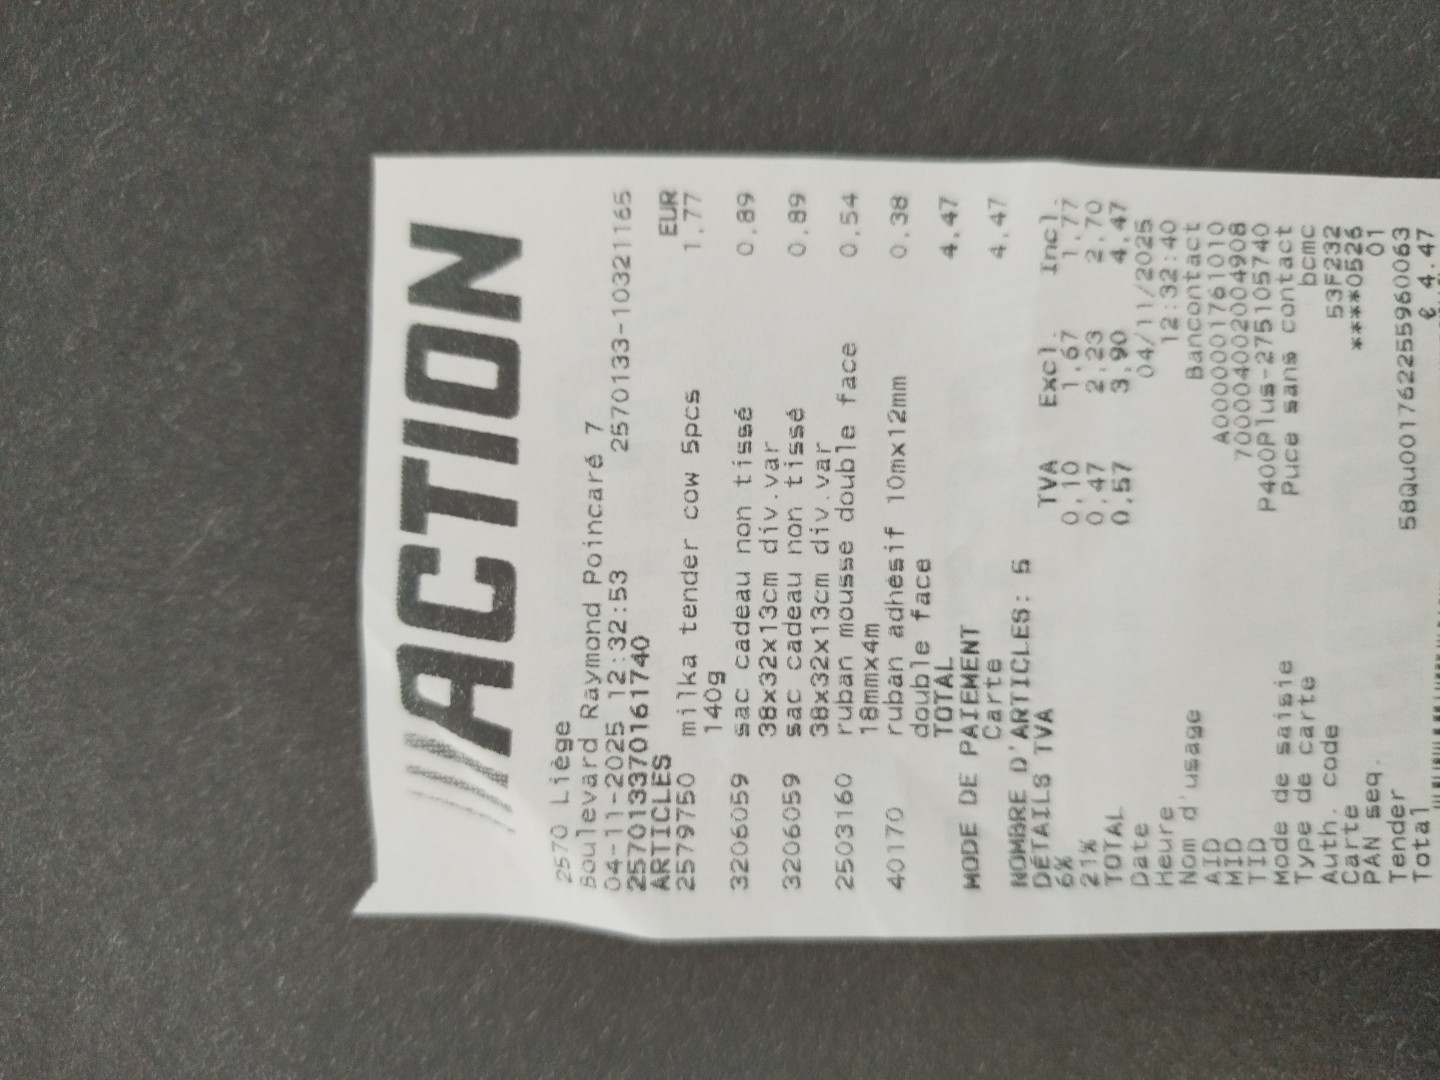 ACTION
2570 Liège
Boulevard Raymond Poincaré 7
04-11-2025 12:32:53 2570133-10321165
2570133701616​1740
ARTICLES EUR
2579750 milka tender cow 5pcs 1.77
140g
3206059 sac cadeau non tissé 0.89
38x32x13cm div.var
3206059 sac cadeau non tissé 0.89
38x32x13cm div.var
2503160 ruban mousse double face 0.54
18mmx4m
40170 ruban adhésif 10mx12mm 0.38
double face
TOTAL 4.47
MODE DE PAIEMENT
Carte 4.47
NOMBRE D'ARTICLES: 5
DÉTAILS TVA TVA Excl. Incl.
6% 0,10 1.67 1.77
21% 0,47 2.23 2.70
TOTAL 0,57 3.90 4.47
Date 04/11/2025
Heure 12:32:40
Nom d'usage Bancontact
AID A0000001761010
MID 700040020004908
TID P400Plus-275105740
Mode de saisie Puce sans contact
Type de carte bcmc
Auth. code 53F232
Carte ****0526
PAN seq. 01
Tender 58Qu001762255960063
Total € 4.47